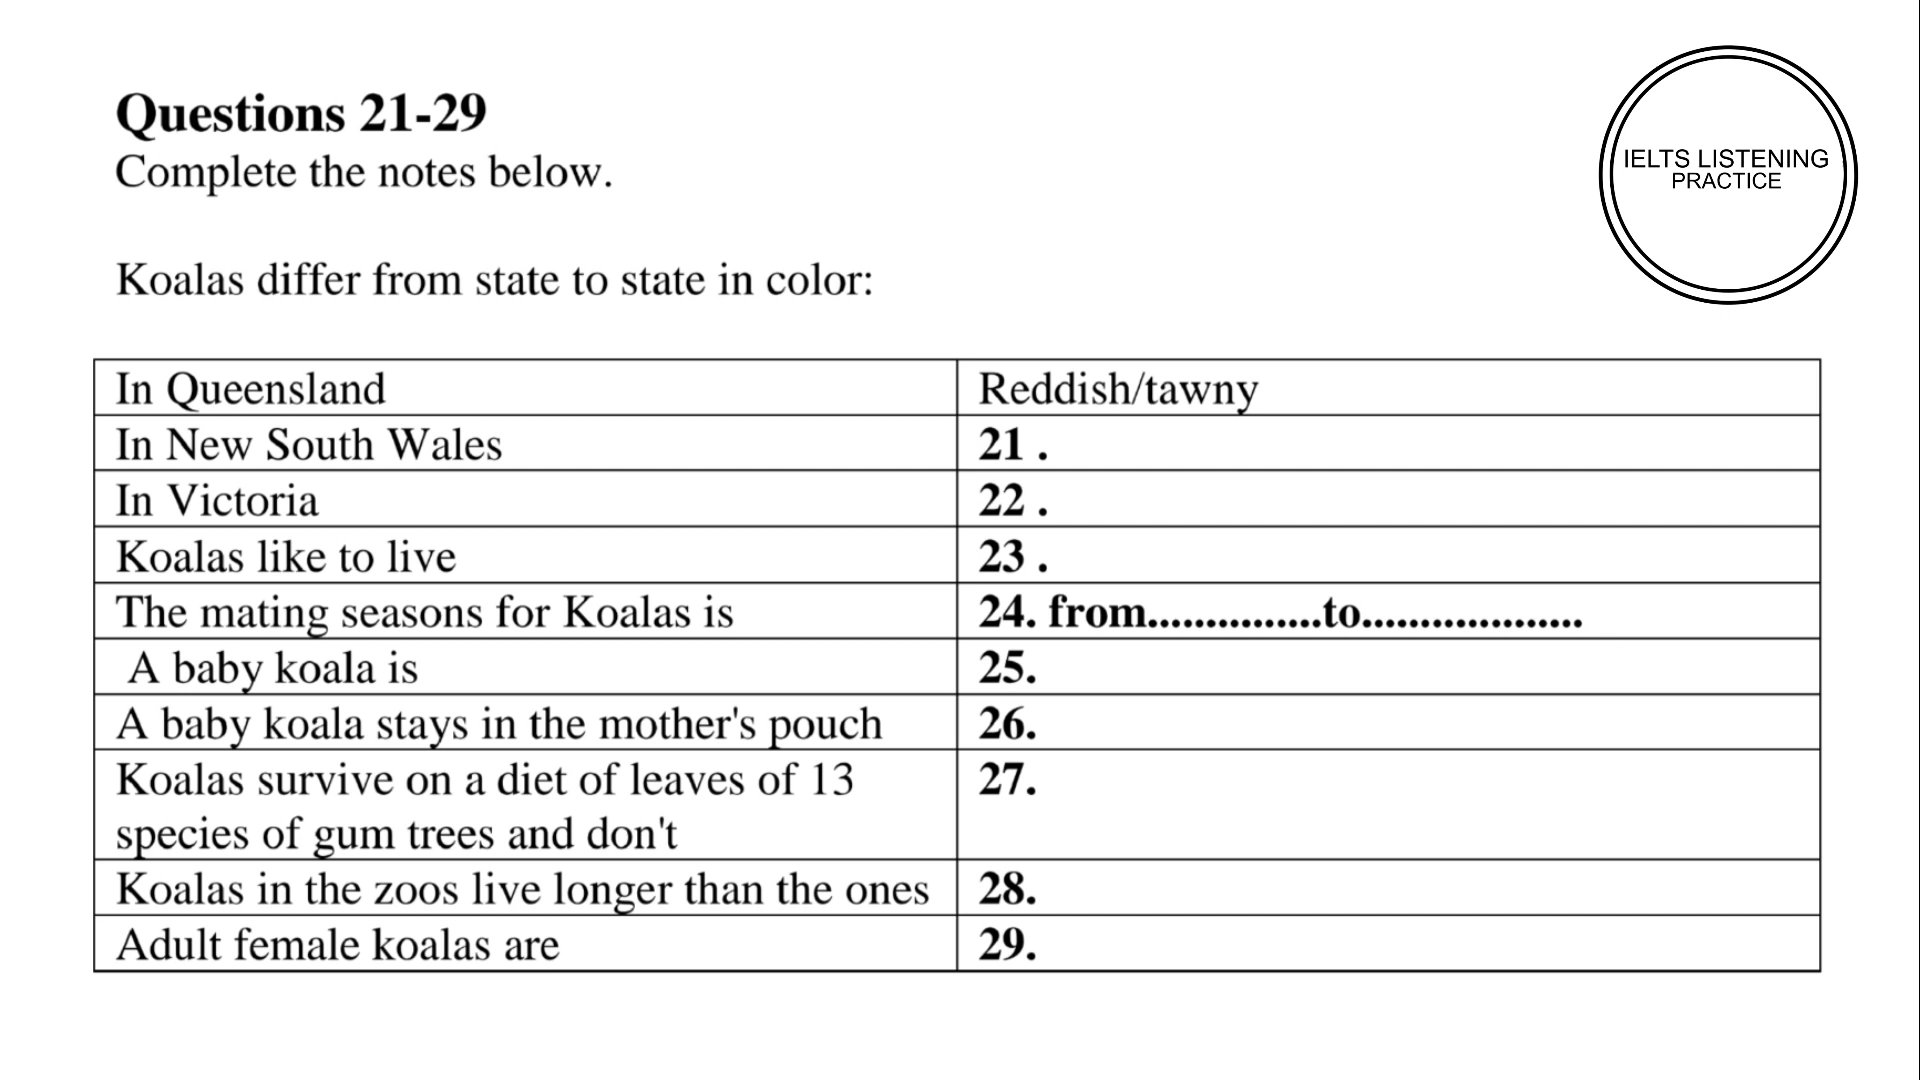 Questions 21-29
Complete the notes below.
IELTS LISTENING
PRACTICE
Koalas differ from state to state in color:
In Queensland Reddish/tawny
In New South Wales 21 .
In Victoria 22 .
Koalas like to live 23 .
The mating seasons for Koalas is 24. from...............to...................
A baby koala is 25.
A baby koala stays in the mother's pouch 26.
Koalas survive on a diet of leaves of 13 27.
species of gum trees and don't
Koalas in the zoos live longer than the ones 28.
Adult female koalas are 29.